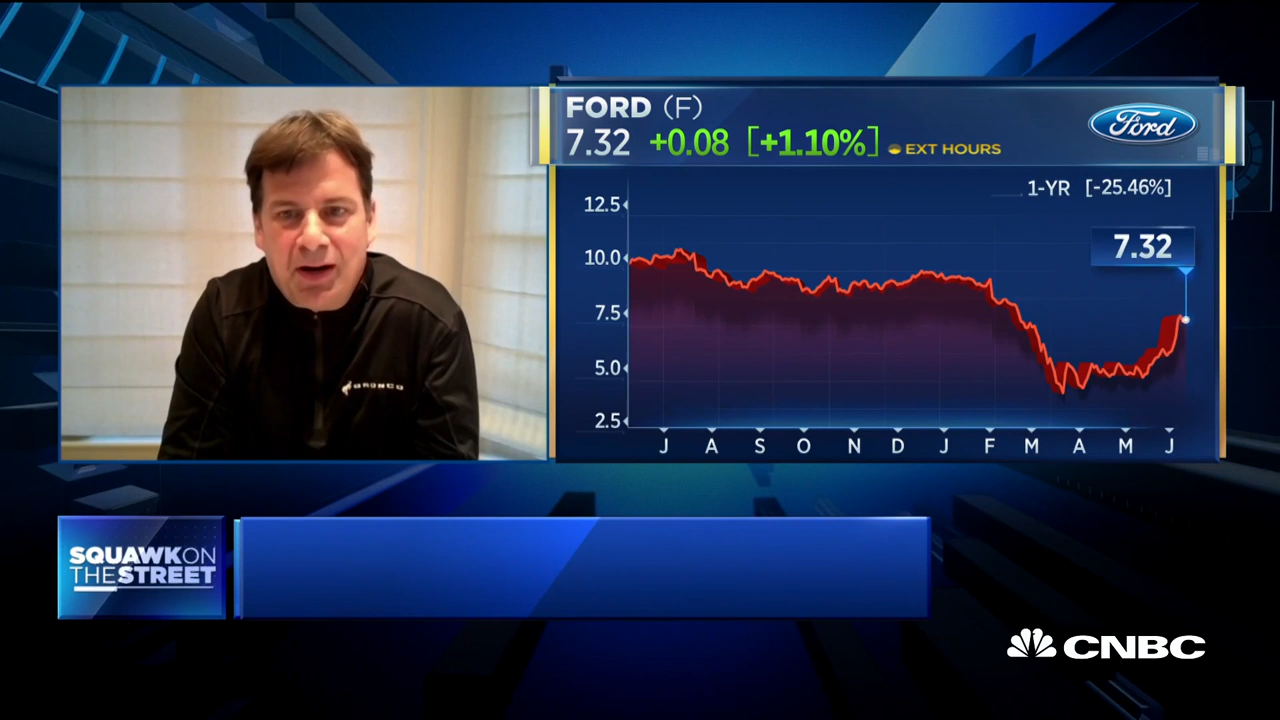 FORD (F)
7.32 +0.08 [+1.10%] EXT HOURS
Ford
1-YR [-25.46%]
12.5
10.0
7.5
5.0
2.5
7.32
J A S O N D J F M A M J
BRONCO
SQUAWK ON
THE STREET
CNBC